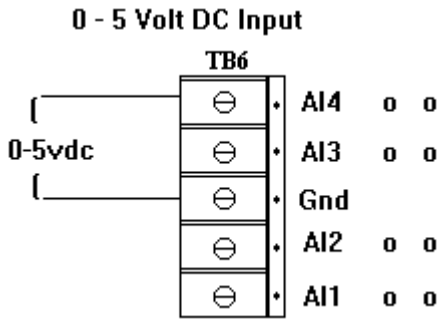 0 - 5 Volt DC Input
TB6
AI4 o o
0-5vdc
AI3 o o
Gnd
AI2 o o
AI1 o o